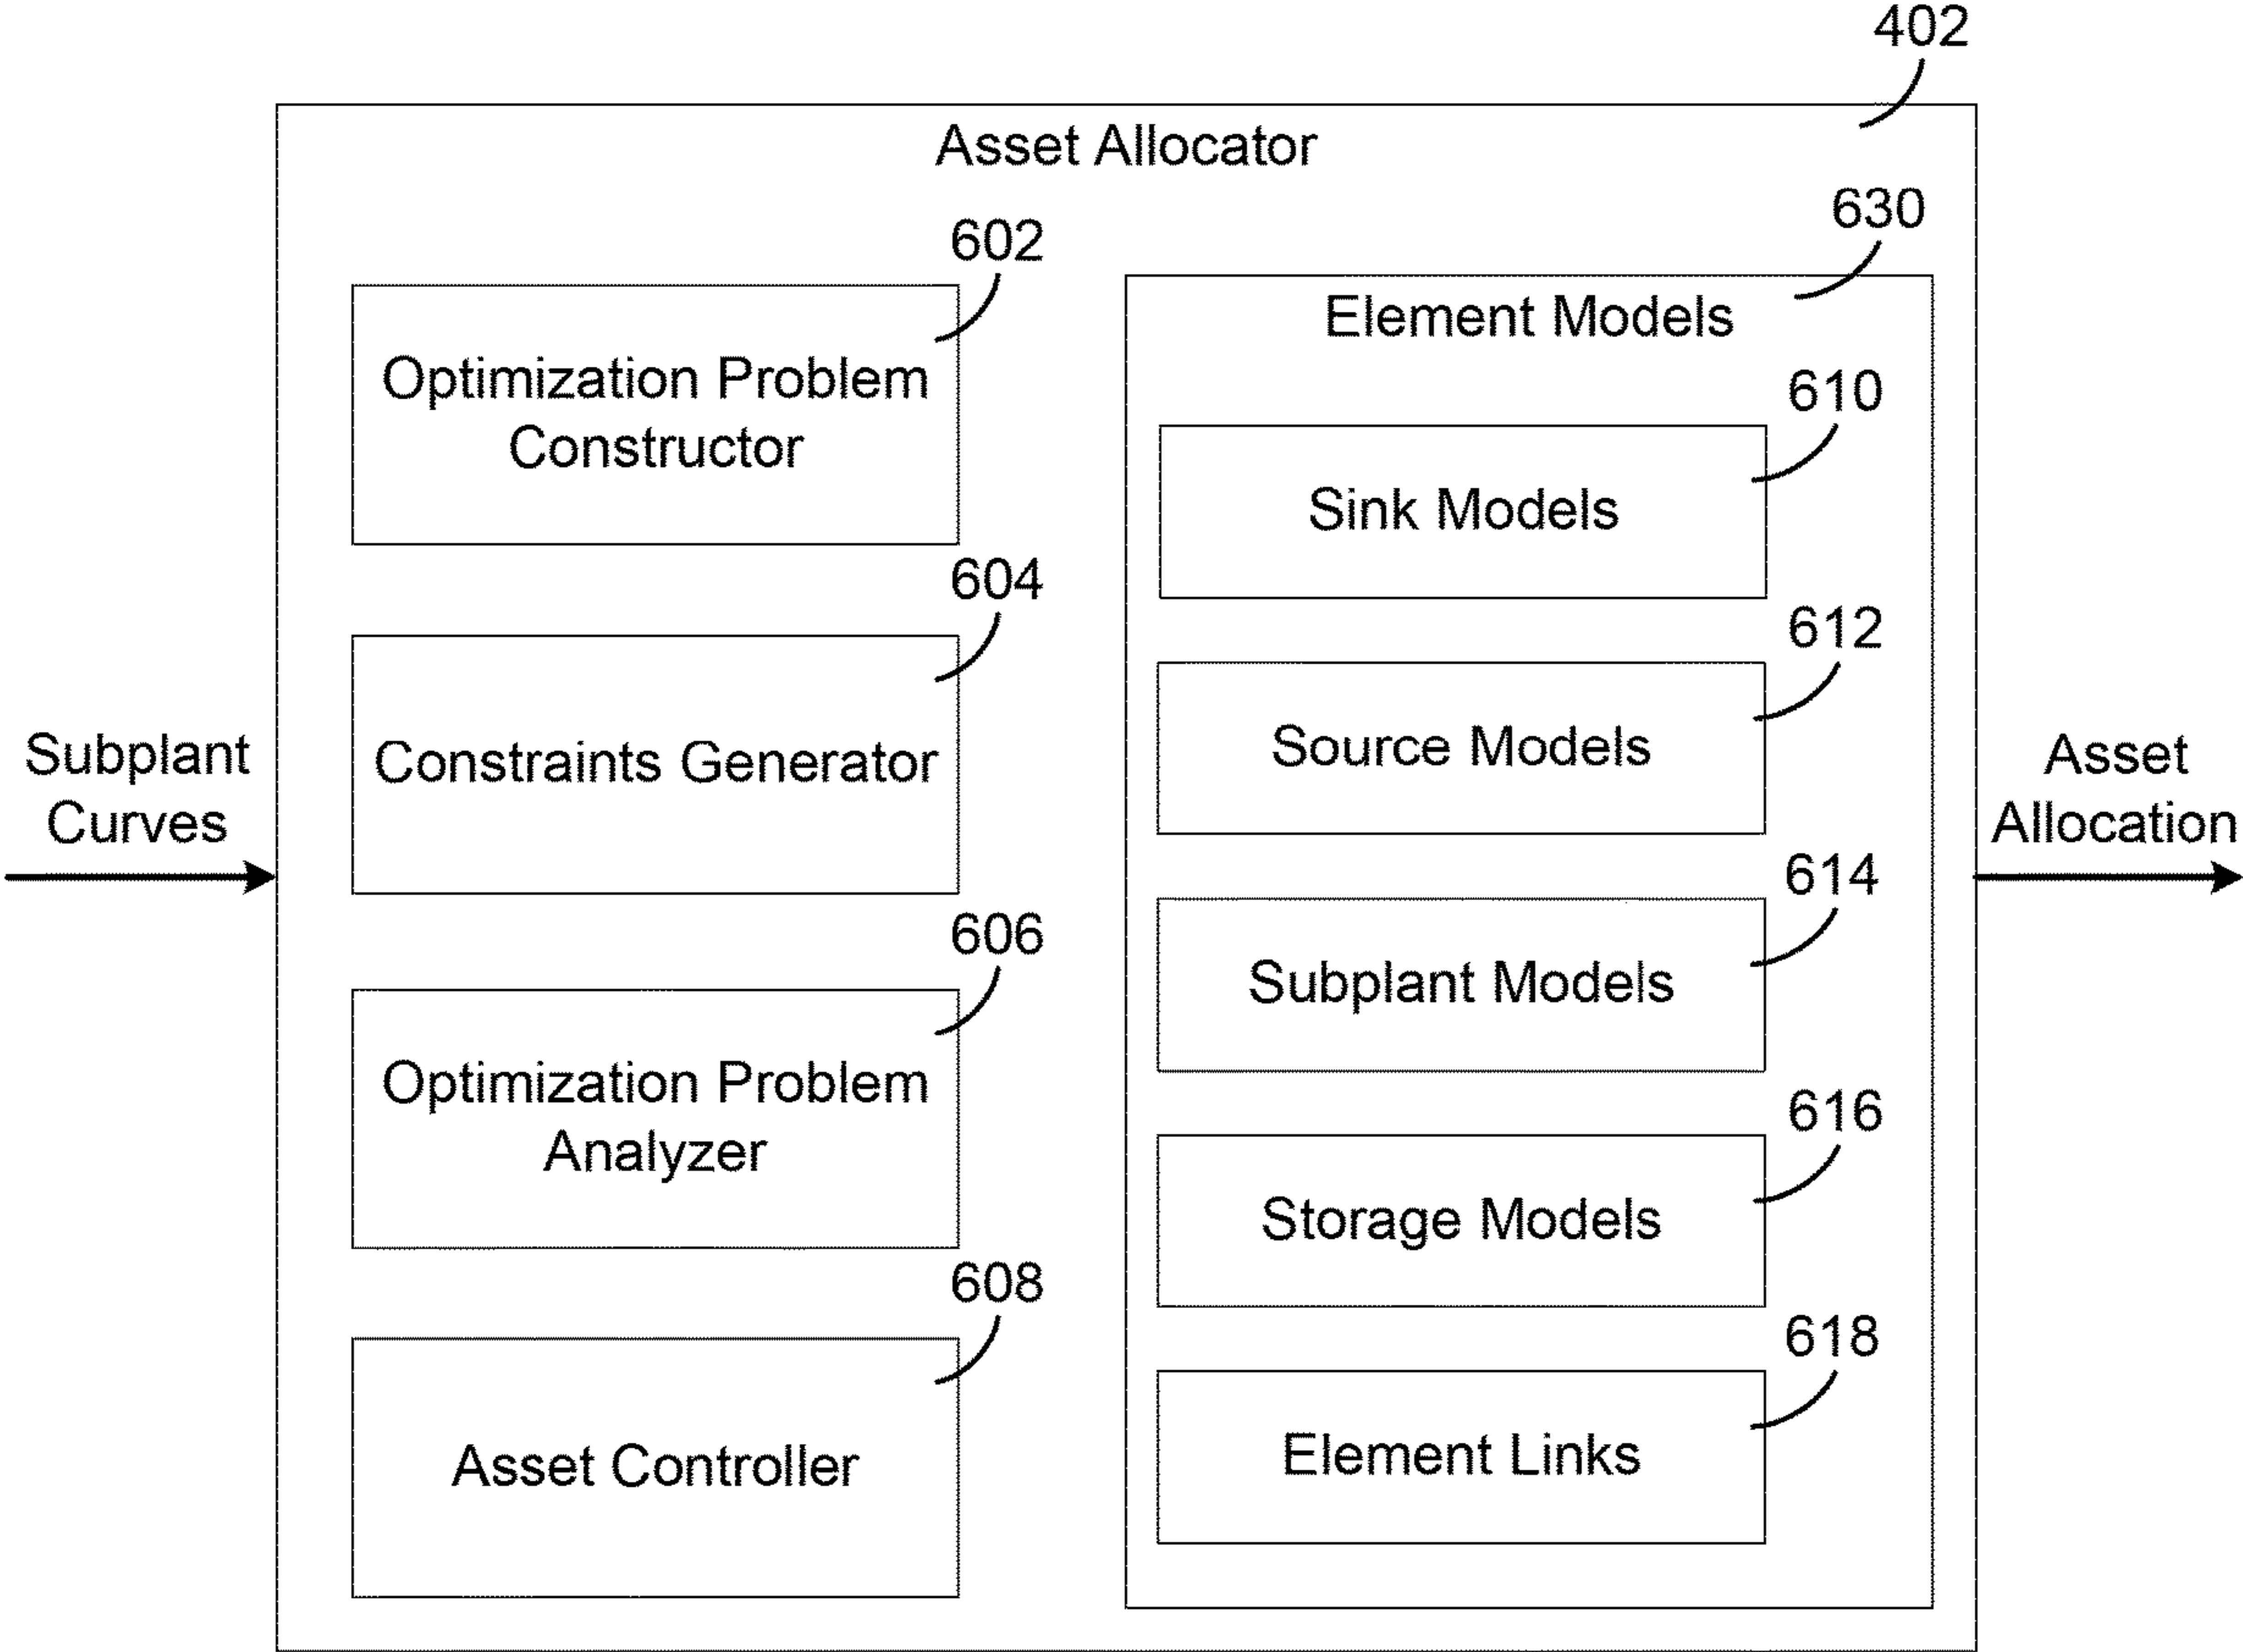 402
Asset Allocator
630
602
Element Models
Optimization Problem
Constructor
610
Sink Models
604
612
Constraints Generator
Source Models
Subplant
Curves
Asset
Allocation
606
614
Optimization Problem
Analyzer
Subplant Models
616
Storage Models
608
618
Asset Controller
Element Links